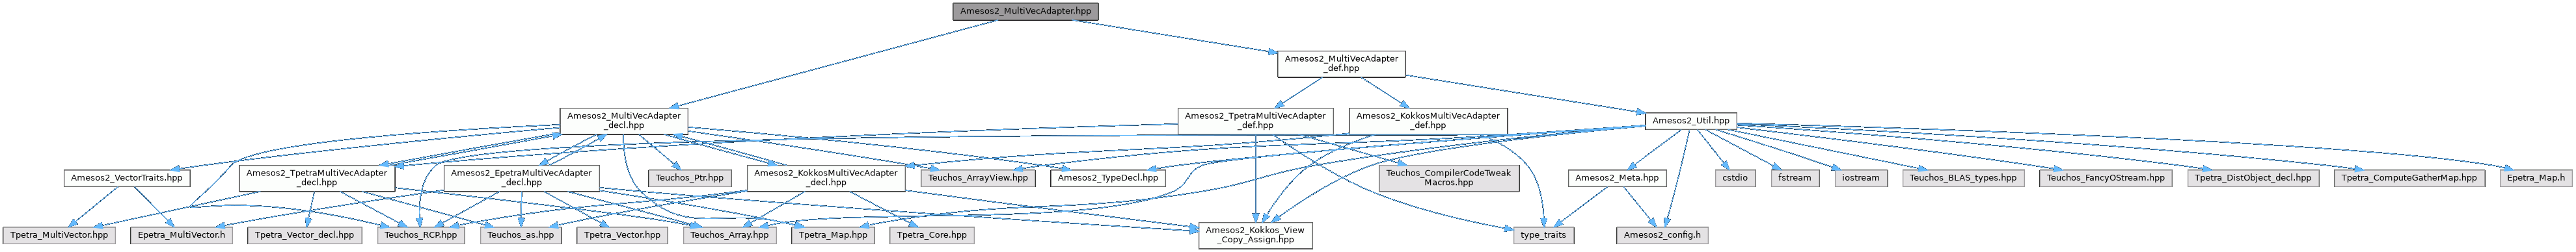 Amesos2_MultiVecAdapter.hpp
Amesos2_MultiVecAdapter
_def.hpp
Amesos2_MultiVecAdapter
_decl.hpp
Amesos2_TpetraMultiVecAdapter
_def.hpp
Amesos2_KokkosMultiVecAdapter
_def.hpp
Amesos2_Util.hpp
Amesos2_VectorTraits.hpp
Amesos2_TpetraMultiVecAdapter
_decl.hpp
Amesos2_EpetraMultiVecAdapter
_decl.hpp
Teuchos_Ptr.hpp
Amesos2_KokkosMultiVecAdapter
_decl.hpp
Teuchos_ArrayView.hpp
Amesos2_TypeDecl.hpp
Teuchos_CompilerCodeTweak
Macros.hpp
Amesos2_Meta.hpp
cstdio
fstream
iostream
Teuchos_BLAS_types.hpp
Teuchos_FancyOStream.hpp
Tpetra_DistObject_decl.hpp
Tpetra_ComputeGatherMap.hpp
Epetra_Map.h
Tpetra_MultiVector.hpp
Epetra_MultiVector.h
Tpetra_Vector_decl.hpp
Teuchos_RCP.hpp
Teuchos_as.hpp
Tpetra_Vector.hpp
Teuchos_Array.hpp
Tpetra_Map.hpp
Tpetra_Core.hpp
Amesos2_Kokkos_View
_Copy_Assign.hpp
type_traits
Amesos2_config.h